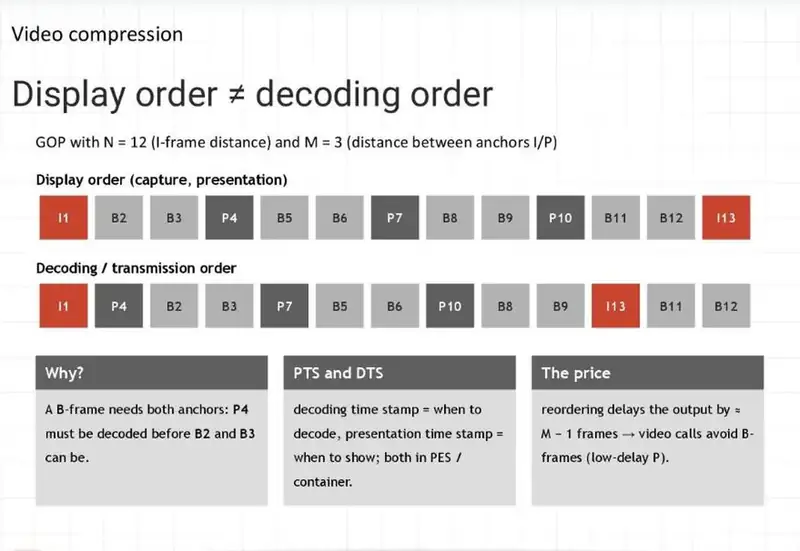 Video compression
Display order ≠ decoding order
GOP with N = 12 (I-frame distance) and M = 3 (distance between anchors I/P)
Display order (capture, presentation)
I1 B2 B3 P4 B5 B6 P7 B8 B9 P10 B11 B12 I13
Decoding / transmission order
I1 P4 B2 B3 P7 B5 B6 P10 B8 B9 I13 B11 B12
Why?
A B-frame needs both anchors: P4
must be decoded before B2 and B3
can be.
PTS and DTS
decoding time stamp = when to
decode, presentation time stamp =
when to show; both in PES /
container.
The price
reordering delays the output by ≈
M − 1 frames → video calls avoid B-
frames (low-delay P).